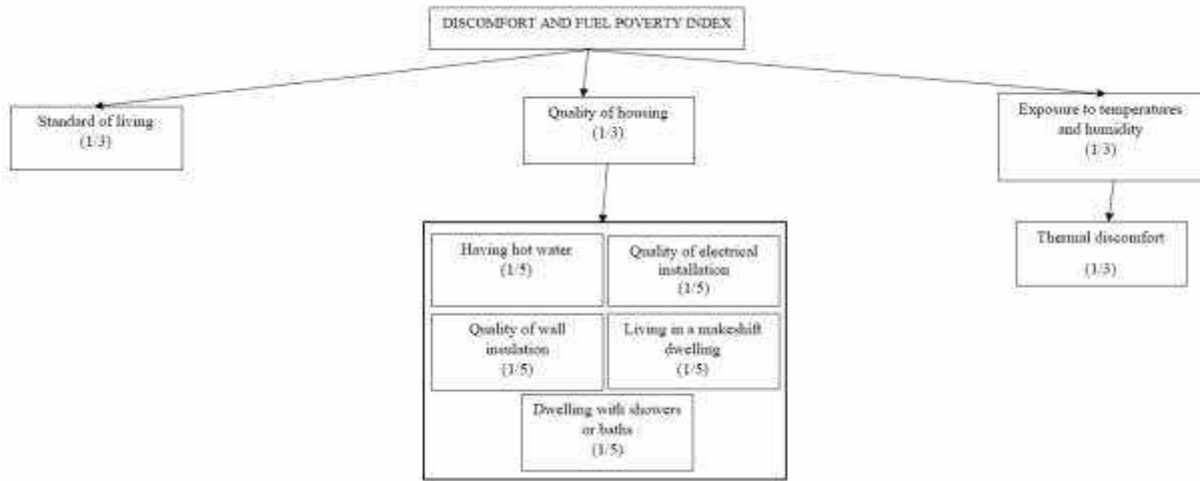 DISCOMFORT AND FUEL POVERTY INDEX
Standard of living
(1/3)
Quality of housing
(1/3)
Exposure to temperatures
and humidity
(1/3)
Having hot water
(1/5)
Quality of electrical
installation
(1/5)
Thermal discomfort
(1/3)
Quality of wall
insulation
(1/5)
Living in a makeshift
dwelling
(1/5)
Dwelling with showers
or baths
(1/5)